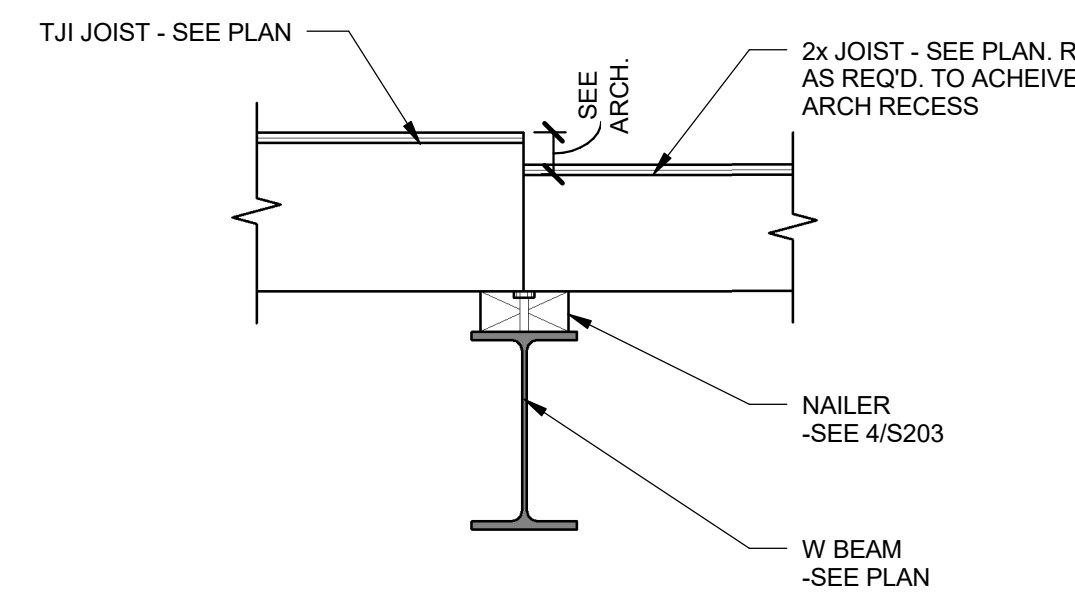 TJI JOIST - SEE PLAN
SEE
ARCH.
2x JOIST - SEE PLAN. R
AS REQ'D. TO ACHEIVE
ARCH RECESS
NAILER
-SEE 4/S203
W BEAM
-SEE PLAN